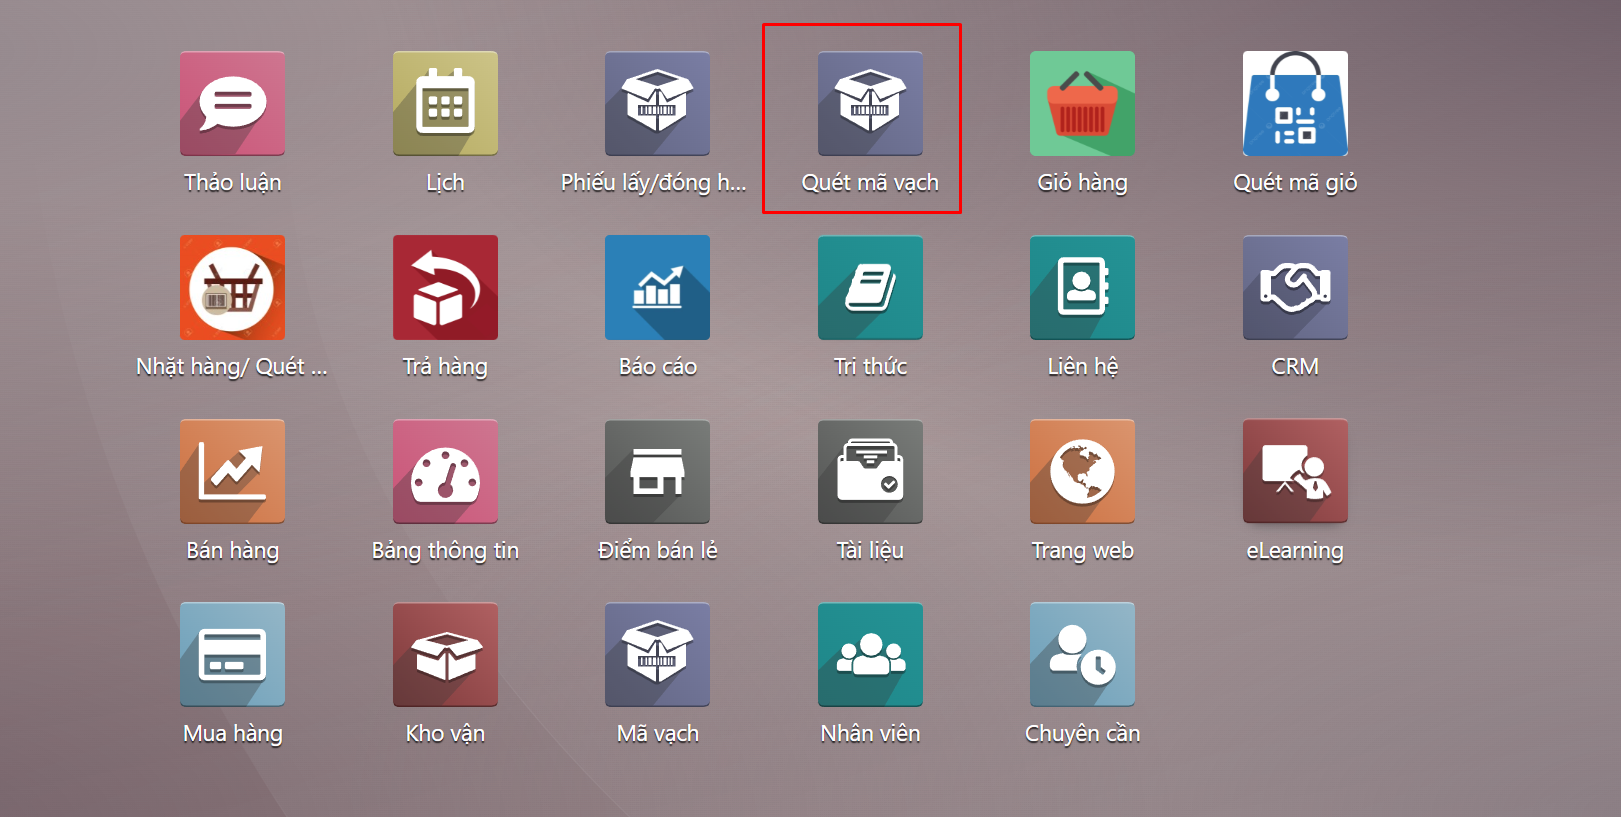 Thảo luận
Lịch
Phiếu lấy/đóng h...
Quét mã vạch
Giỏ hàng
Quét mã giỏ
Nhặt hàng/ Quét ...
Trả hàng
Báo cáo
Tri thức
Liên hệ
CRM
Bán hàng
Bảng thông tin
Điểm bán lẻ
Tài liệu
Trang web
eLearning
Mua hàng
Kho vận
Mã vạch
Nhân viên
Chuyên cần